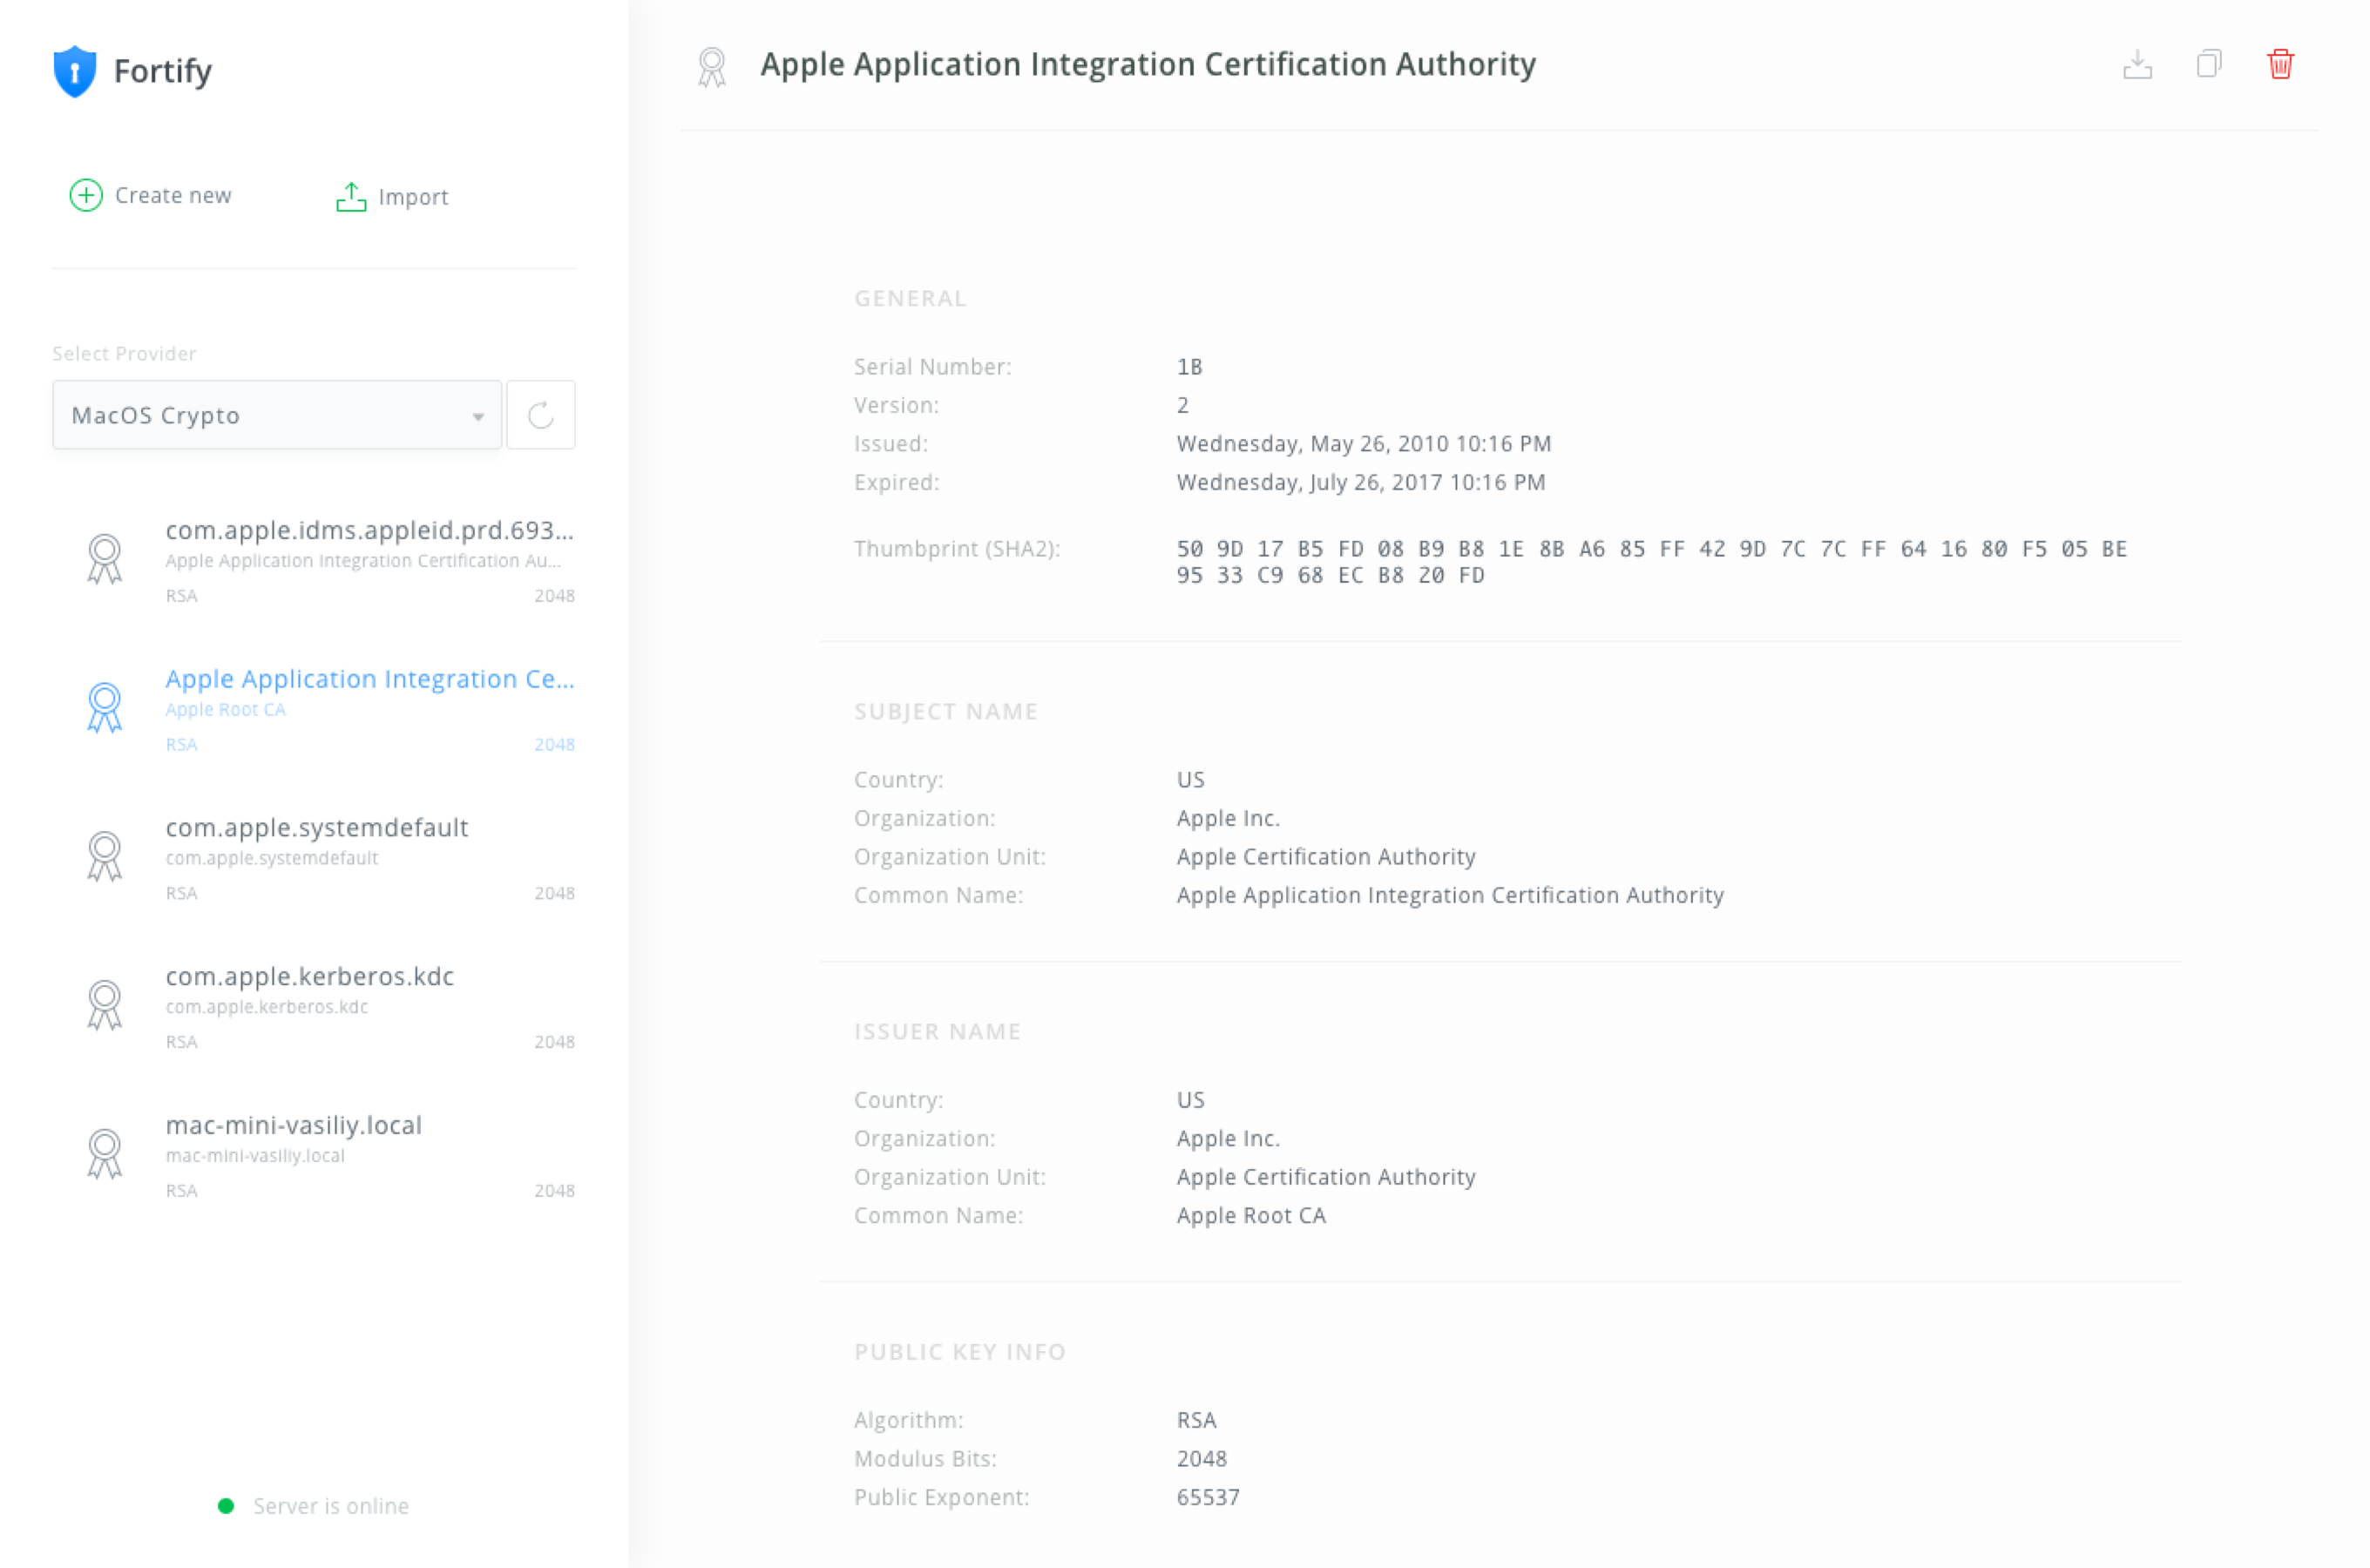 Fortify
Create new
Import
Select Provider
MacOS Crypto
com.apple.idms.appleid.prd.693...
Apple Application Integration Certification Au...
RSA 2048
Apple Application Integration Ce...
Apple Root CA
RSA 2048
com.apple.systemdefault
com.apple.systemdefault
RSA 2048
com.apple.kerberos.kdc
com.apple.kerberos.kdc
RSA 2048
mac-mini-vasiliy.local
mac-mini-vasiliy.local
RSA 2048
Server is online
Apple Application Integration Certification Authority
GENERAL
Serial Number: 1B
Version: 2
Issued: Wednesday, May 26, 2010 10:16 PM
Expired: Wednesday, July 26, 2017 10:16 PM
Thumbprint (SHA2): 50 9D 17 B5 FD 08 B9 B8 1E 8B A6 85 FF 42 9D 7C 7C FF 64 16 80 F5 05 BE
95 33 C9 68 EC B8 20 FD
SUBJECT NAME
Country: US
Organization: Apple Inc.
Organization Unit: Apple Certification Authority
Common Name: Apple Application Integration Certification Authority
ISSUER NAME
Country: US
Organization: Apple Inc.
Organization Unit: Apple Certification Authority
Common Name: Apple Root CA
PUBLIC KEY INFO
Algorithm: RSA
Modulus Bits: 2048
Public Exponent: 65537